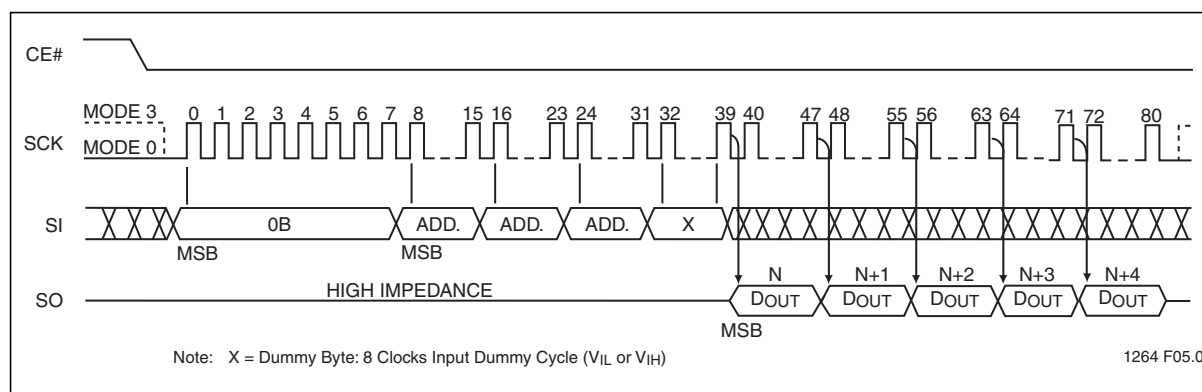 CE#
MODE 3 0 1 2 3 4 5 6 7 8 15 16 23 24 31 32 39 40 47 48 55 56 63 64 71 72 80
SCK MODE 0
SI 0B ADD. ADD. ADD. X
MSB MSB
N N+1 N+2 N+3 N+4
SO HIGH IMPEDANCE DOUT DOUT DOUT DOUT DOUT
MSB
Note: X = Dummy Byte: 8 Clocks Input Dummy Cycle (VIL or VIH)
1264 F05.0